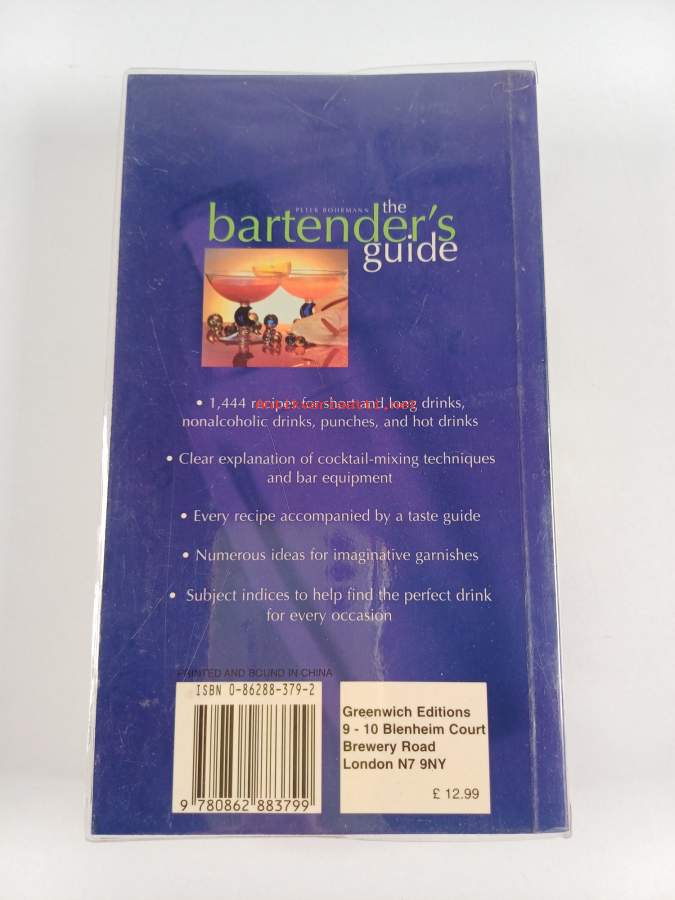 PETER BOHRMANN the
bartender's
guide
• 1,444 recipes for short and long drinks,
Antikvariaatti.net
nonalcoholic drinks, punches, and hot drinks
• Clear explanation of cocktail-mixing techniques
and bar equipment
• Every recipe accompanied by a taste guide
• Numerous ideas for imaginative garnishes
• Subject indices to help find the perfect drink
for every occasion
PRINTED AND BOUND IN CHINA
ISBN 0-86288-379-2
9 780862 883799
Greenwich Editions
9 - 10 Blenheim Court
Brewery Road
London N7 9NY
£ 12.99